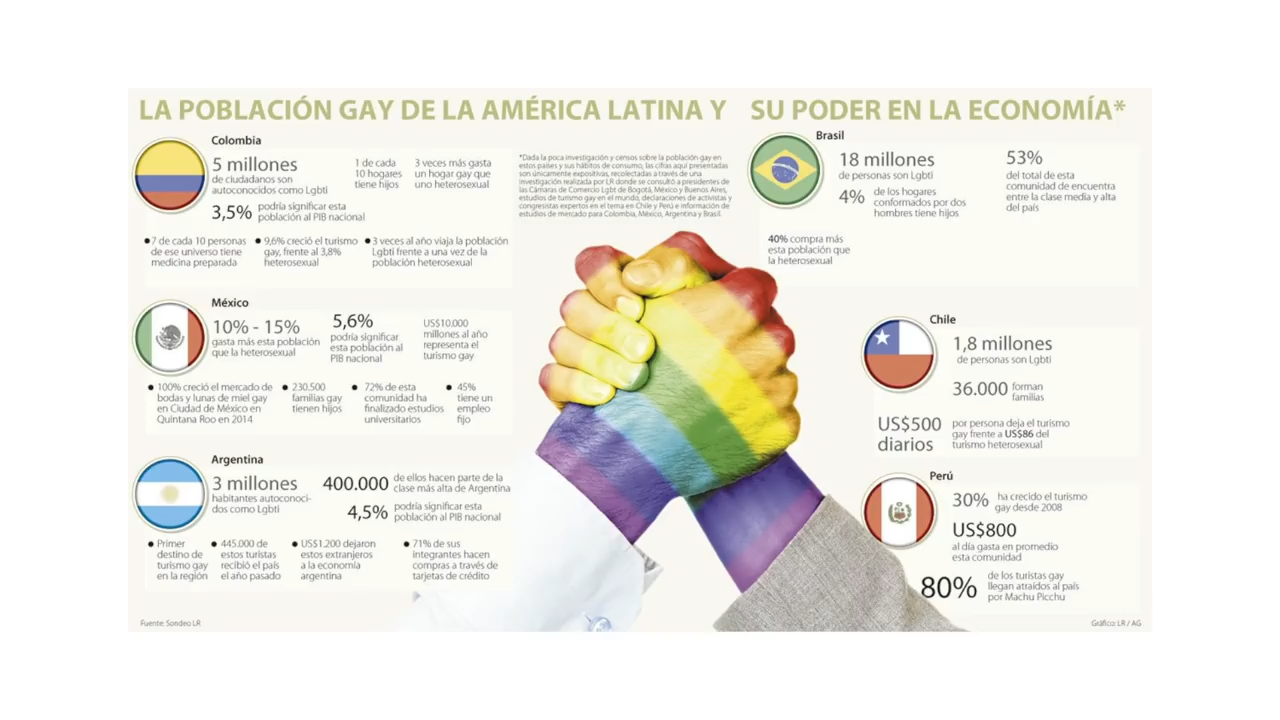 LA POBLACIÓN GAY DE LA AMÉRICA LATINA Y SU PODER EN LA ECONOMÍA*
Colombia
5 millones
de ciudadanos son
autoconocidos como Lgbti
3,5% podría significar esta
población al PIB nacional
1 de cada
10 hogares
tiene hijos
3 veces más gasta
un hogar gay que
uno heterosexual
• 7 de cada 10 personas
de ese universo tiene
medicina preparada
• 9,6% creció el turismo
gay, frente al 3,8%
heterosexual
• 3 veces al año viaja la población
Lgbti frente a una vez de la
población heterosexual
*Dada la poca investigación y censos sobre la población gay en
estos países y sus hábitos de consumo, las cifras aquí presentadas
son únicamente expositivas, recolectadas a través de una
investigación realizada por LR donde se consultó a presidentes de
las Cámaras de Comercio Lgbt de Bogotá, México y Buenos Aires,
estudios de turismo gay en el mundo, declaraciones de activistas y
congresistas expertos en el tema en Chile y Perú e información de
estudios de mercado para Colombia, México, Argentina y Brasil.
México
10% - 15%
gasta más esta población
que la heterosexual
5,6%
podría significar
esta población al
PIB nacional
US$10.000
millones al año
representa el
turismo gay
• 100% creció el mercado de
bodas y lunas de miel gay
en Ciudad de México en
Quintana Roo en 2014
• 230.500
familias gay
tienen hijos
• 72% de esta
comunidad ha
finalizado estudios
universitarios
• 45%
tiene un
empleo
fijo
Argentina
3 millones
habitantes autoconoci-
dos como Lgbti
400.000 de ellos hacen parte de la
clase más alta de Argentina
4,5% podría significar esta
población al PIB nacional
• Primer
destino de
turismo gay
en la región
• 445.000 de
estos turistas
recibió el país
el año pasado
• US$1.200 dejaron
estos extranjeros
a la economía
argentina
• 71% de sus
integrantes hacen
compras a través de
tarjetas de crédito
Brasil
18 millones
de personas son Lgbti
4% de los hogares
conformados por dos
hombres tiene hijos
53%
del total de esta
comunidad de encuentra
entre la clase media y alta
del país
40% compra más
esta población que
la heterosexual
Chile
1,8 millones
de personas son Lgbti
36.000 forman
familias
US$500
diarios
por persona deja el turismo
gay frente a US$86 del
turismo heterosexual
Perú
30% ha crecido el turismo
gay desde 2008
US$800
al día gasta en promedio
esta comunidad
80% de los turistas gay
llegan atraídos al país
por Machu Picchu
Fuente: Sondeo LR
Gráfico: LR / AG